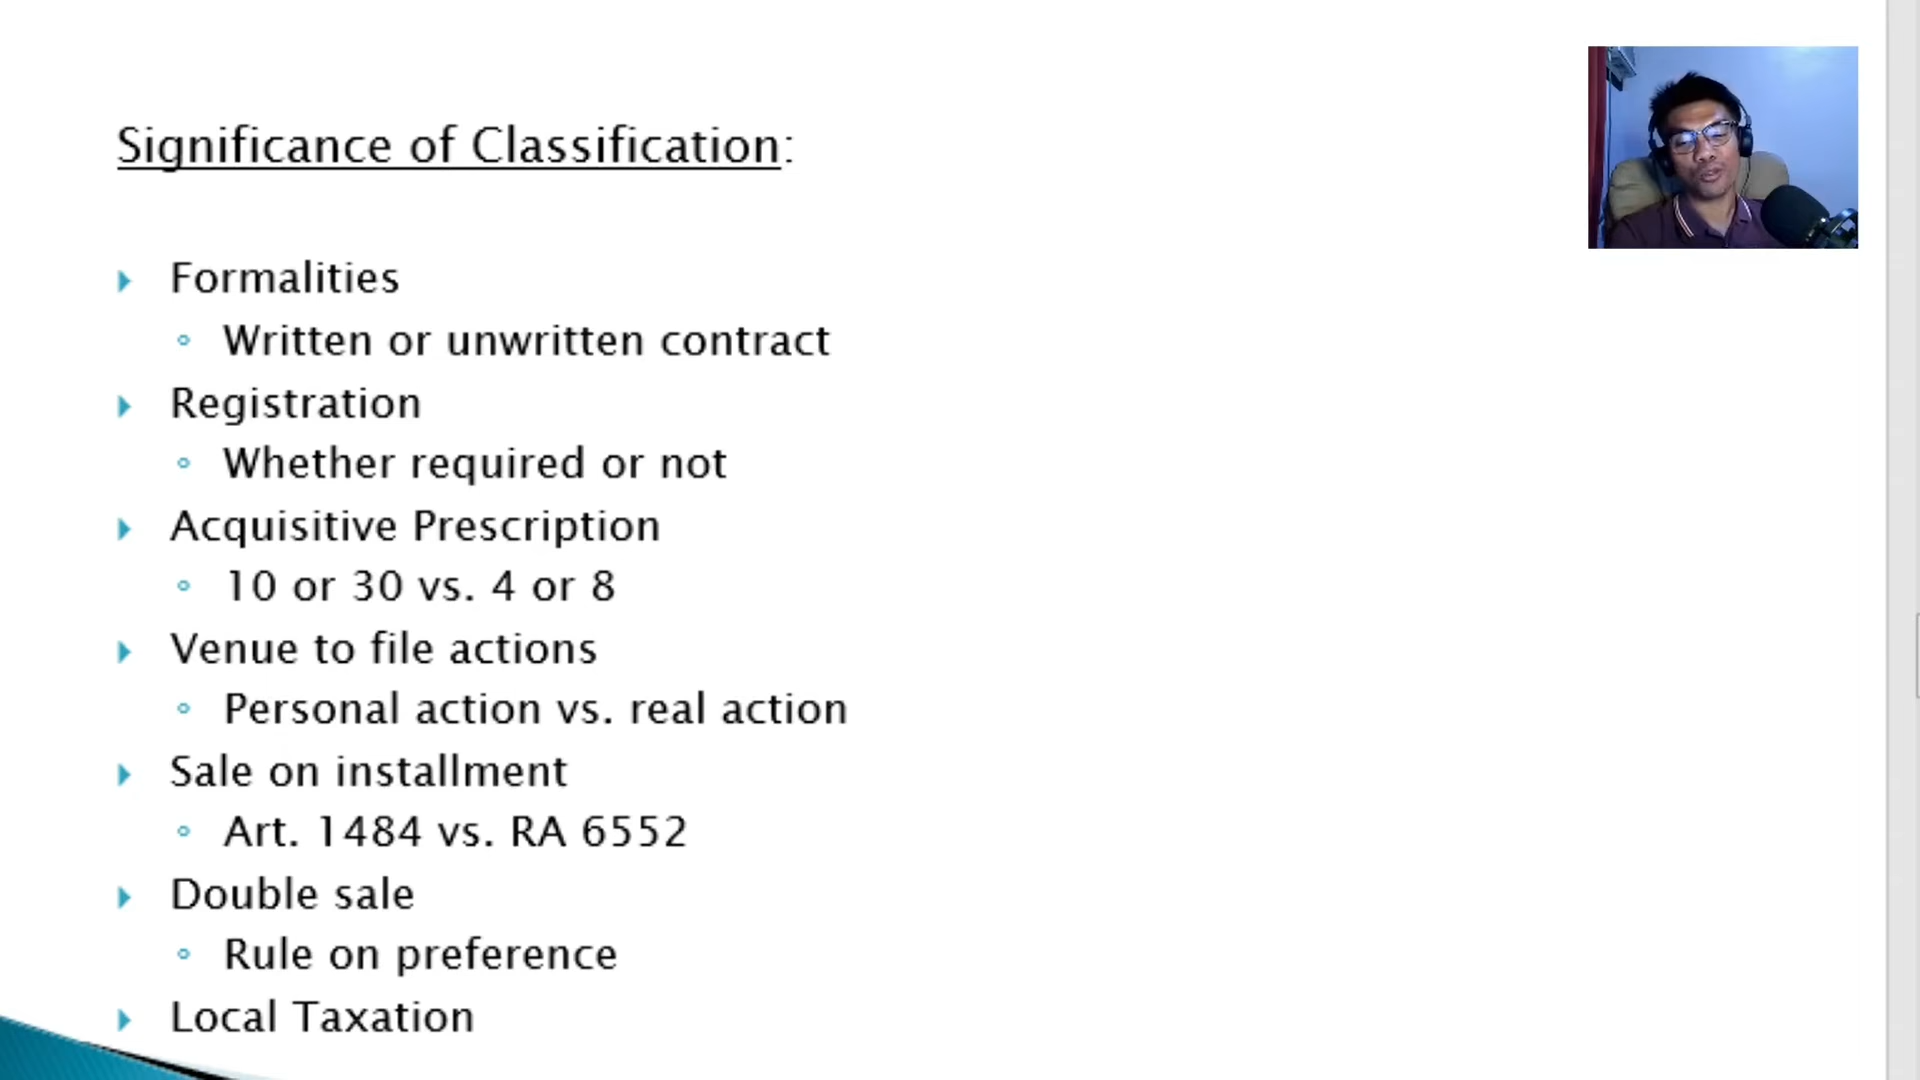 Significance of Classification:
Formalities
Written or unwritten contract
Registration
Whether required or not
Acquisitive Prescription
10 or 30 vs. 4 or 8
Venue to file actions
Personal action vs. real action
Sale on installment
Art. 1484 vs. RA 6552
Double sale
Rule on preference
Local Taxation